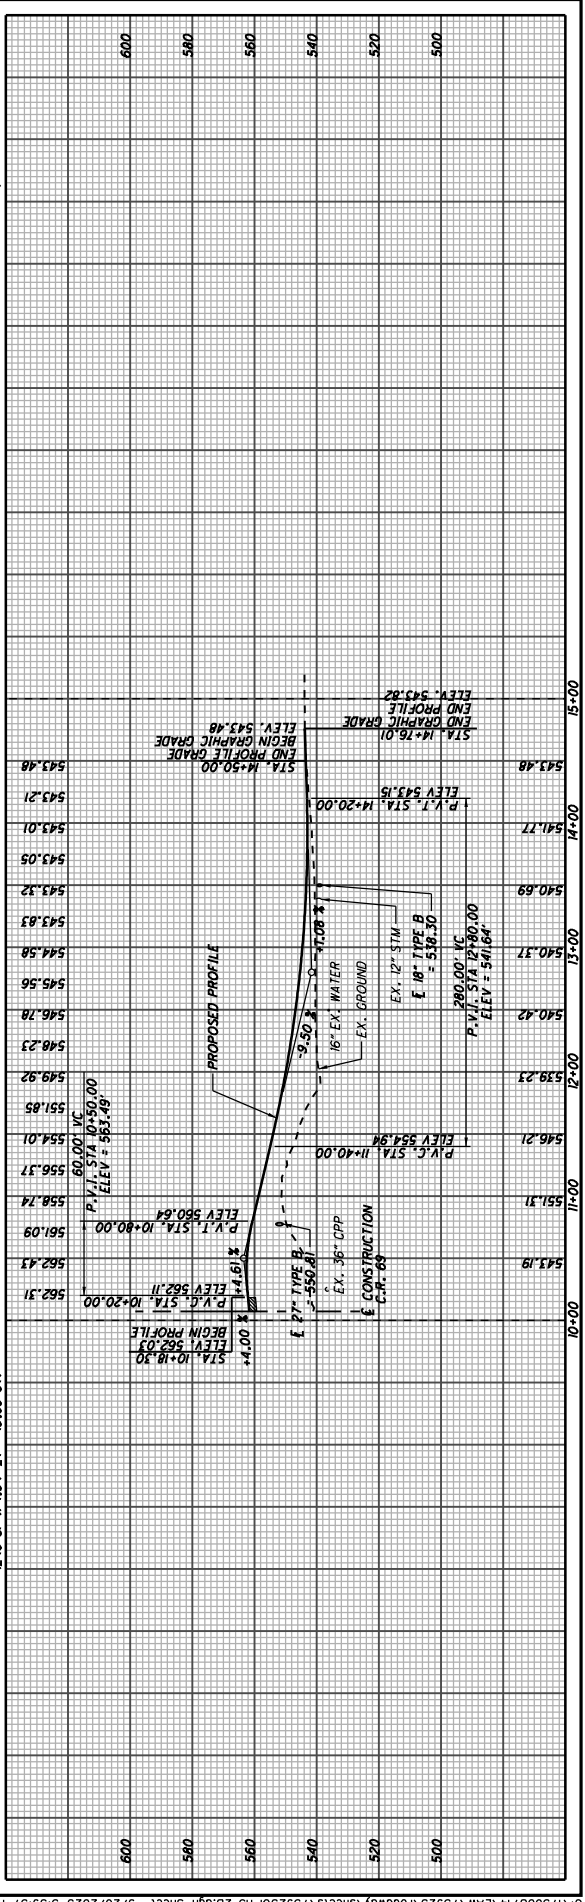 600
580
560
540
520
500
STA. 10+18.30
ELEV. 562.03
BEGIN PROFILE
+4.00 %
P.V.C. STA. 10+20.00
ELEV 562.11
+4.61 %
P.V.T. STA. 10+80.00
ELEV 560.64
60.00' VC
P.V.I. STA 10+50.00
ELEV = 563.49'
562.31
562.43
561.09
558.74
556.37
554.01
551.85
549.92
548.23
546.78
545.56
544.58
543.83
543.32
543.05
543.01
543.21
543.48
PROPOSED PROFILE
-9.50 %
+1.08 %
STA. 14+50.00
END PROFILE GRADE
BEGIN GRAPHIC GRADE
ELEV. 543.48
STA. 14+76.01
END GRAPHIC GRADE
END PROFILE
ELEV. 543.82
P.V.C. STA. 11+40.00
ELEV 554.94
P.V.T. STA. 14+20.00
ELEV 543.15
280.00' VC
P.V.I. STA 12+80.00
ELEV = 541.64'
16" EX. WATER
EX. GROUND
EX. 12" STM
℄ 18" TYPE B
= 538.30
℄ 27" TYPE B
= 550.81
EX. 36" CPP
℄ CONSTRUCTION
C.R. 69
543.19
551.31
546.21
539.23
540.42
540.37
540.69
541.77
543.48
10+00
11+00
12+00
13+00
14+00
15+00
600
580
560
540
520
500